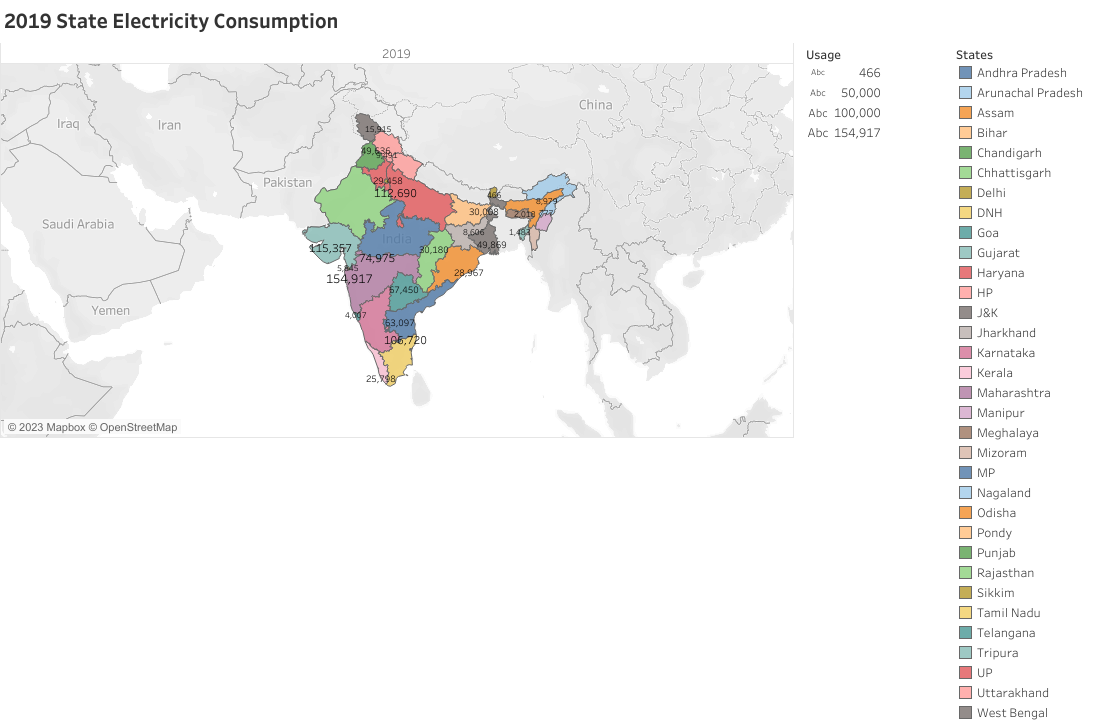 2019 State Electricity Consumption
2019
Usage
Abc 466
Abc 50,000
Abc 100,000
Abc 154,917
States
Andhra Pradesh
Arunachal Pradesh
Assam
Bihar
Chandigarh
Chhattisgarh
Delhi
DNH
Goa
Gujarat
Haryana
HP
J&K
Jharkhand
Karnataka
Kerala
Maharashtra
Manipur
Meghalaya
Mizoram
MP
Nagaland
Odisha
Pondy
Punjab
Rajasthan
Sikkim
Tamil Nadu
Telangana
Tripura
UP
Uttarakhand
West Bengal
China
Iraq
Iran
Pakistan
Saudi Arabia
Yemen
India
15,915
49,636
29,458
112,690
466
8,979
30,008
2,018
777
1,483
8,606
49,869
115,357
74,975
30,180
5,845
154,917
28,967
67,450
4,007
63,097
106,720
25,798
© 2023 Mapbox © OpenStreetMap